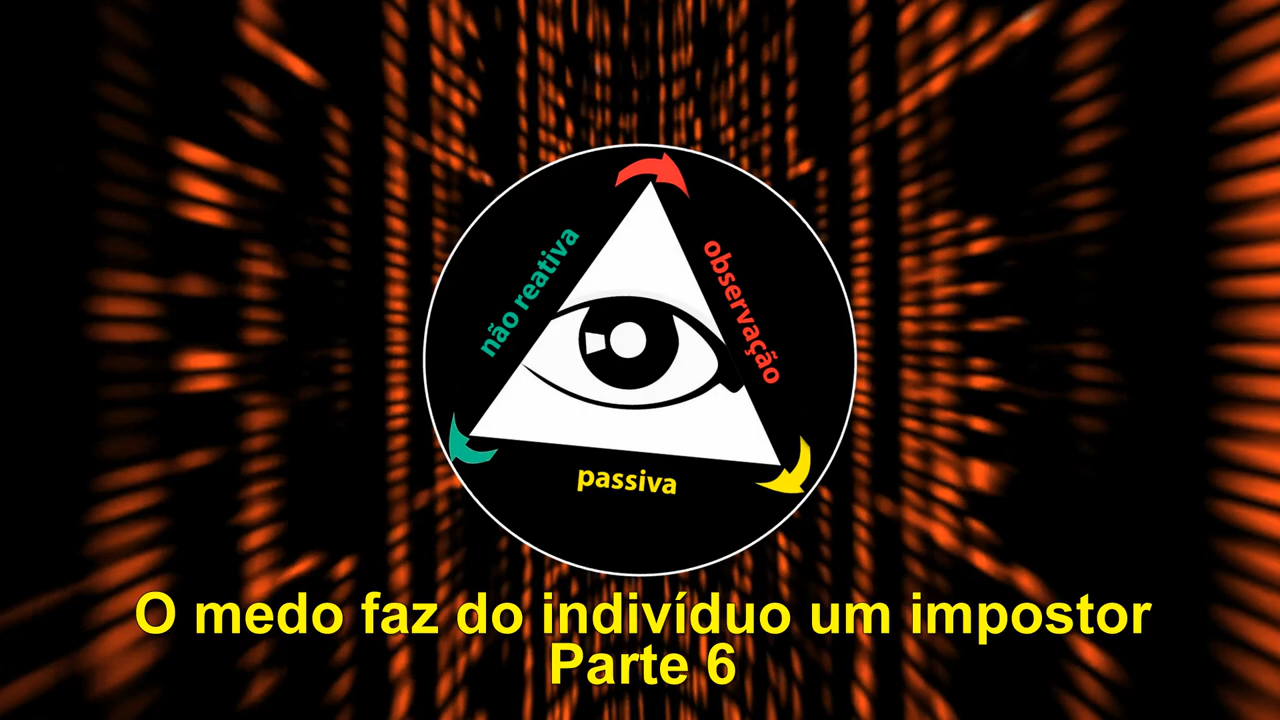 não reativa
observação
passiva
O medo faz do indivíduo um impostor
Parte 6